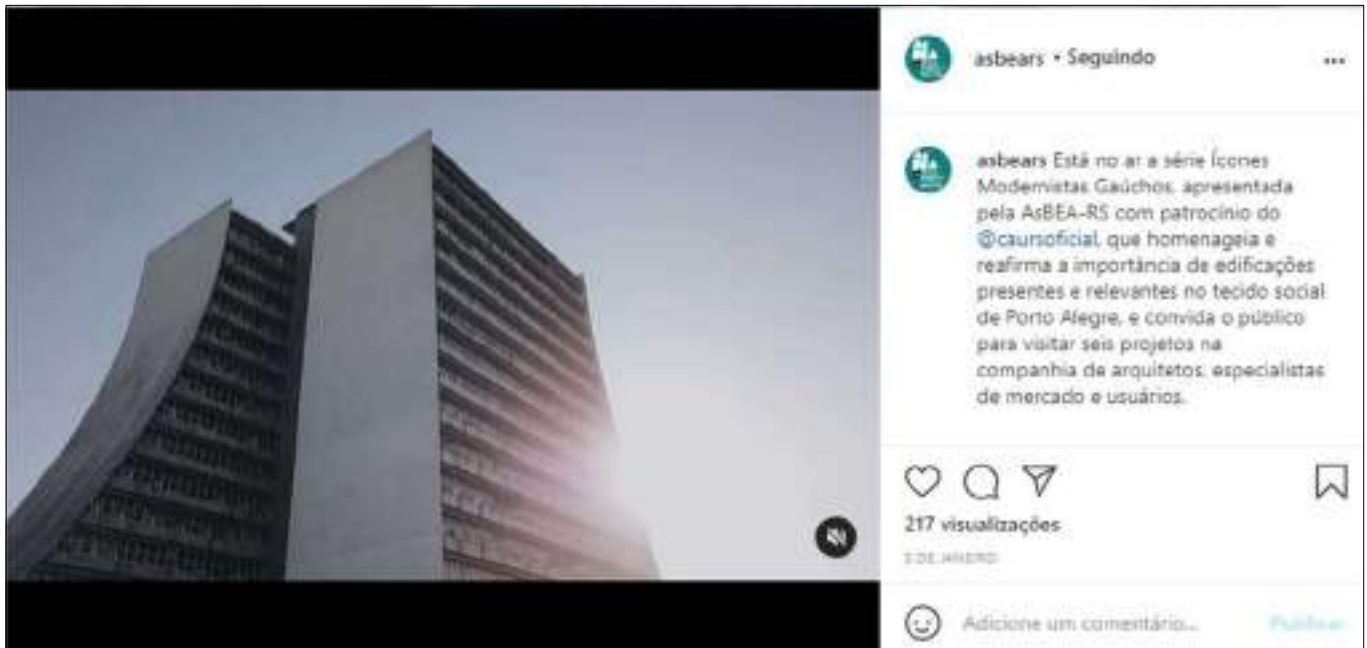 asbears • Seguindo
asbears Está no ar a série Ícones
Modernistas Gaúchos, apresentada
pela AsBEA-RS com patrocínio do
@caursoficial, que homenageia e
reafirma a importância de edificações
presentes e relevantes no tecido social
de Porto Alegre, e convida o público
para visitar seis projetos na
companhia de arquitetos, especialistas
de mercado e usuários.
217 visualizações
DE JANEIRO
Adicione um comentário...
Publicar